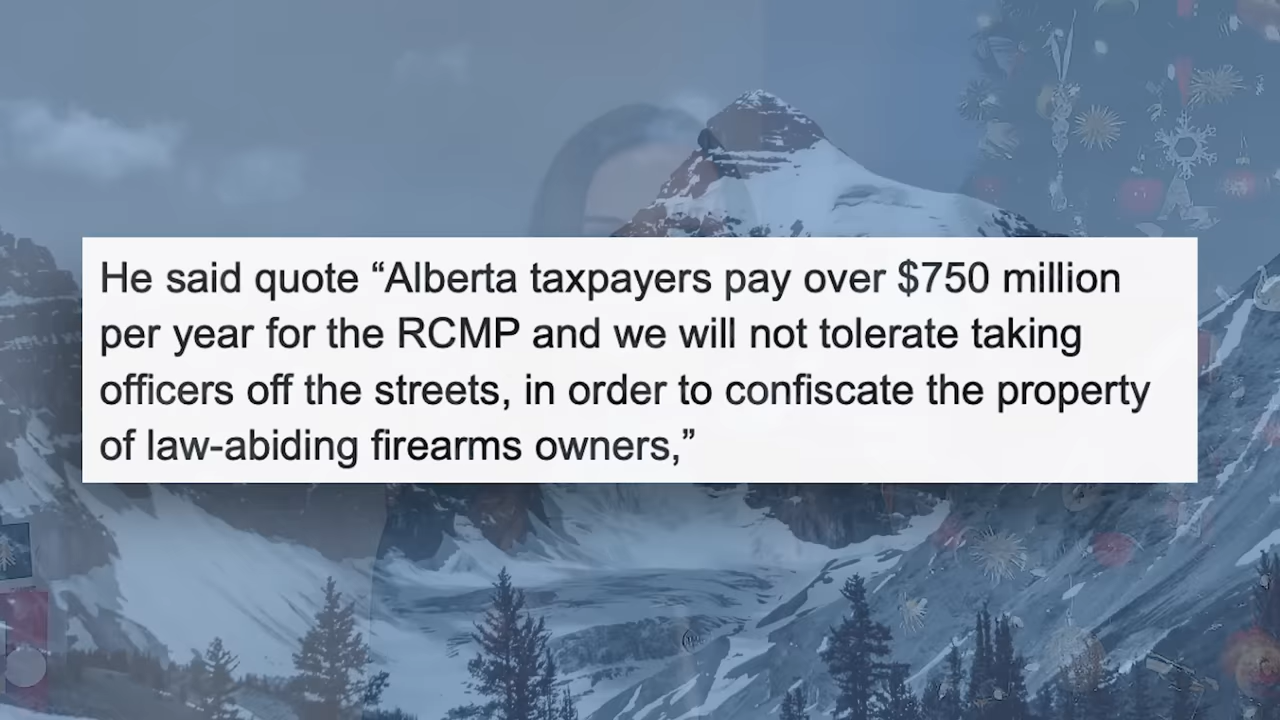 He said quote “Alberta taxpayers pay over $750 million
per year for the RCMP and we will not tolerate taking
officers off the streets, in order to confiscate the property
of law-abiding firearms owners,”